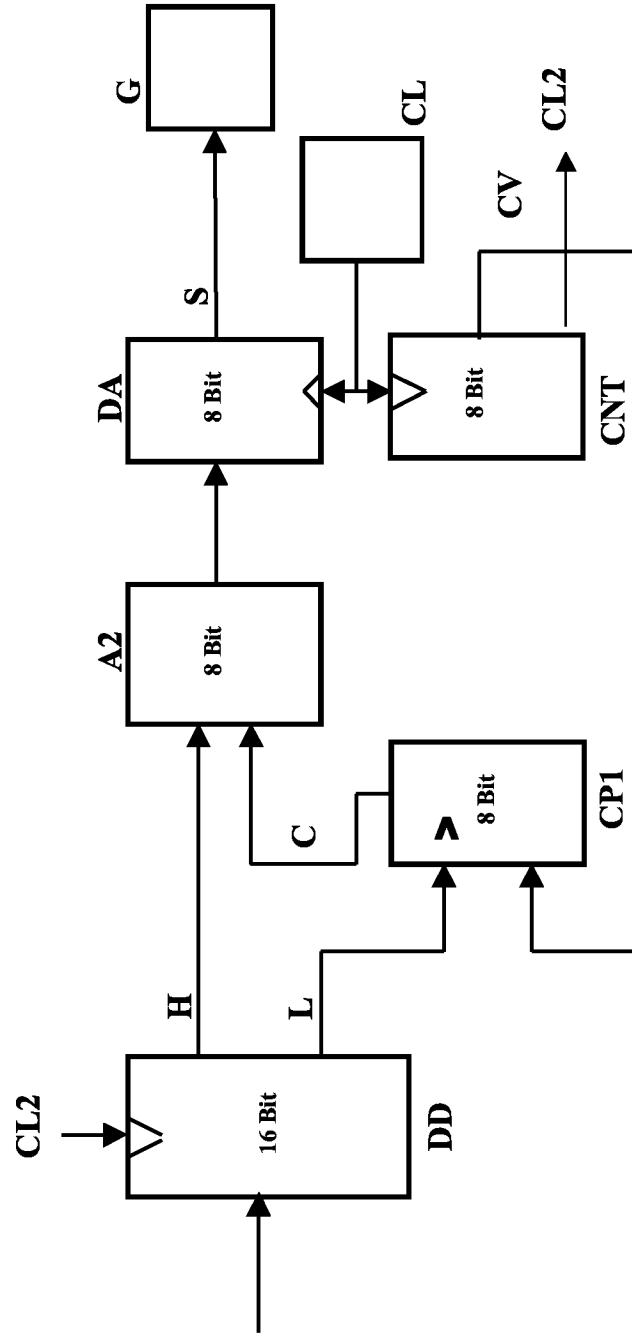 CL2
A2
DA
G
H
S
8 Bit
8 Bit
16 Bit
L
C
CL
DD
>
8 Bit
8 Bit
CV
CL2
CP1
CNT